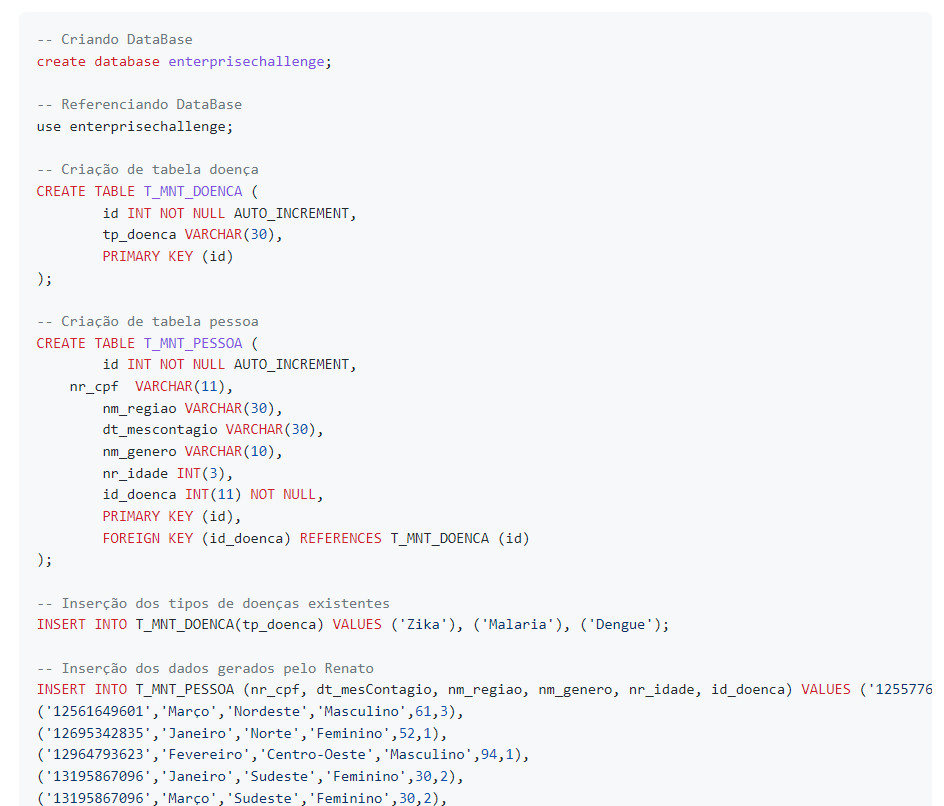 -- Criando DataBase
create database enterprisechallenge;
-- Referenciando DataBase
use enterprisechallenge;
-- Criação de tabela doença
CREATE TABLE T_MNT_DOENCA (
id INT NOT NULL AUTO_INCREMENT,
tp_doenca VARCHAR(30),
PRIMARY KEY (id)
);
-- Criação de tabela pessoa
CREATE TABLE T_MNT_PESSOA (
id INT NOT NULL AUTO_INCREMENT,
nr_cpf  VARCHAR(11),
nm_regiao VARCHAR(30),
dt_mescontagio VARCHAR(30),
nm_genero VARCHAR(10),
nr_idade INT(3),
id_doenca INT(11) NOT NULL,
PRIMARY KEY (id),
FOREIGN KEY (id_doenca) REFERENCES T_MNT_DOENCA (id)
);
-- Inserção dos tipos de doenças existentes
INSERT INTO T_MNT_DOENCA(tp_doenca) VALUES ('Zika'), ('Malaria'), ('Dengue');
-- Inserção dos dados gerados pelo Renato
INSERT INTO T_MNT_PESSOA (nr_cpf, dt_mesContagio, nm_regiao, nm_genero, nr_idade, id_doenca) VALUES ('1255776
('12561649601','Março','Nordeste','Masculino',61,3),
('12695342835','Janeiro','Norte','Feminino',52,1),
('12964793623','Fevereiro','Centro-Oeste','Masculino',94,1),
('13195867096','Janeiro','Sudeste','Feminino',30,2),
('13195867096','Março','Sudeste','Feminino',30,2),